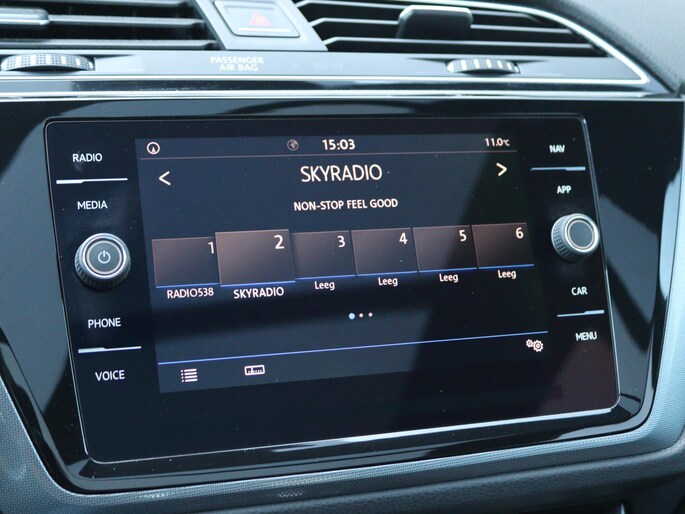 PASSENGER
AIR BAG
RADIO
MEDIA
PHONE
VOICE
15:03
11.0°C
SKYRADIO
NON-STOP FEEL GOOD
1 2 3 4 5 6
RADIO538 SKYRADIO Leeg Leeg Leeg Leeg
NAV
APP
CAR
MENU